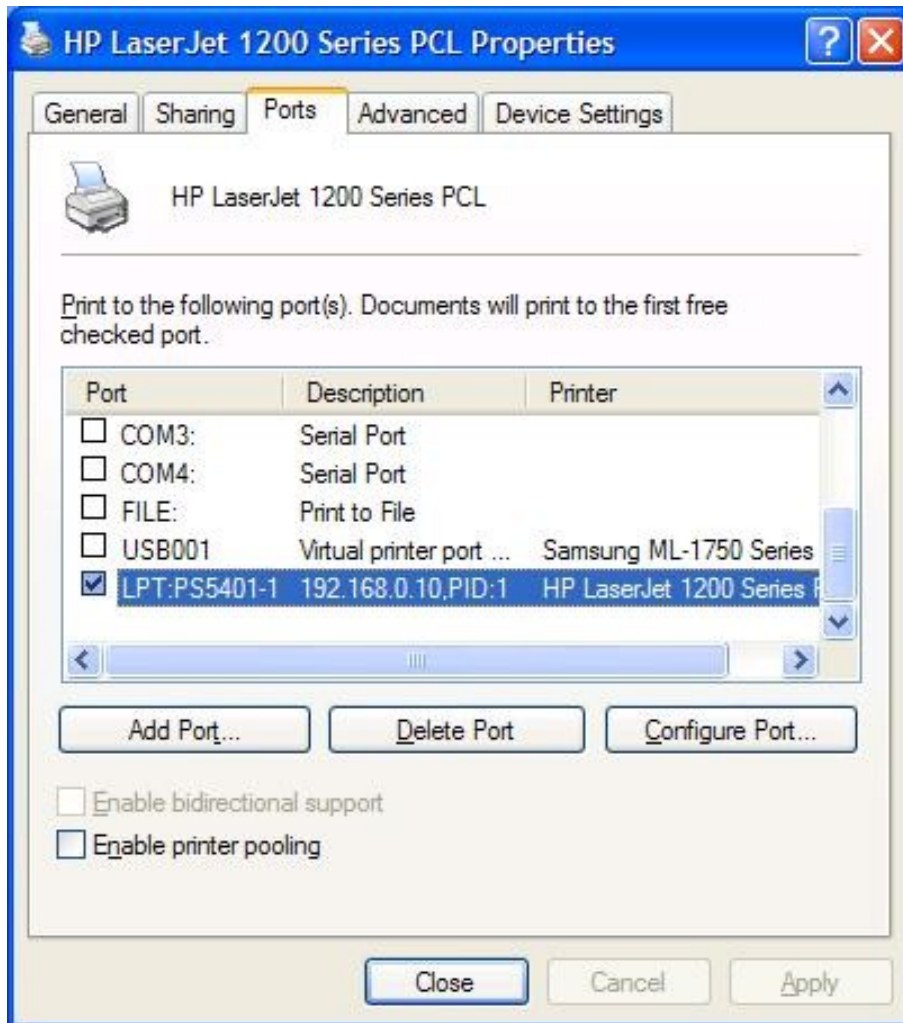 HP LaserJet 1200 Series PCL Properties
General Sharing Ports Advanced Device Settings
HP LaserJet 1200 Series PCL
Print to the following port(s). Documents will print to the first free
checked port.
Port Description Printer
COM3: Serial Port
COM4: Serial Port
FILE: Print to File
USB001 Virtual printer port ... Samsung ML-1750 Series
LPT:PS5401-1 192.168.0.10,PID:1 HP LaserJet 1200 Series P
Add Port... Delete Port Configure Port...
Enable bidirectional support
Enable printer pooling
Close Cancel Apply